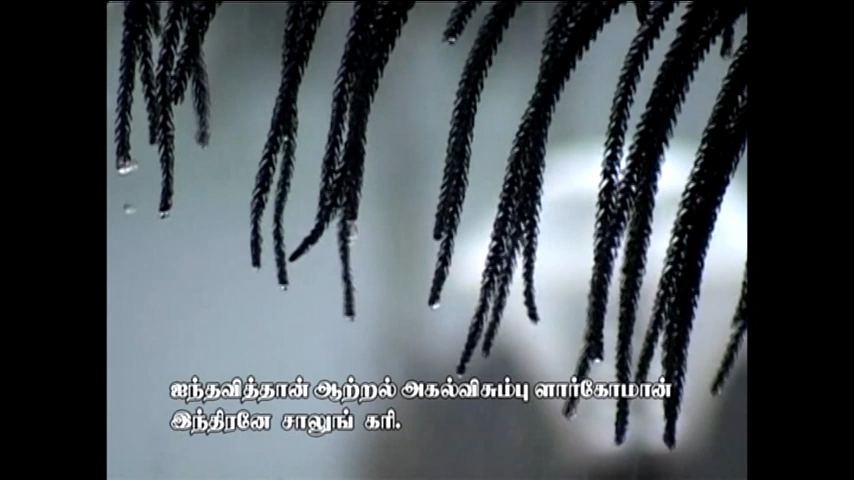 ஐந்தவித்தான் ஆற்றல் அகல்விசும்பு ளார்கோமான்
இந்திரனே சாலுங் கரி.